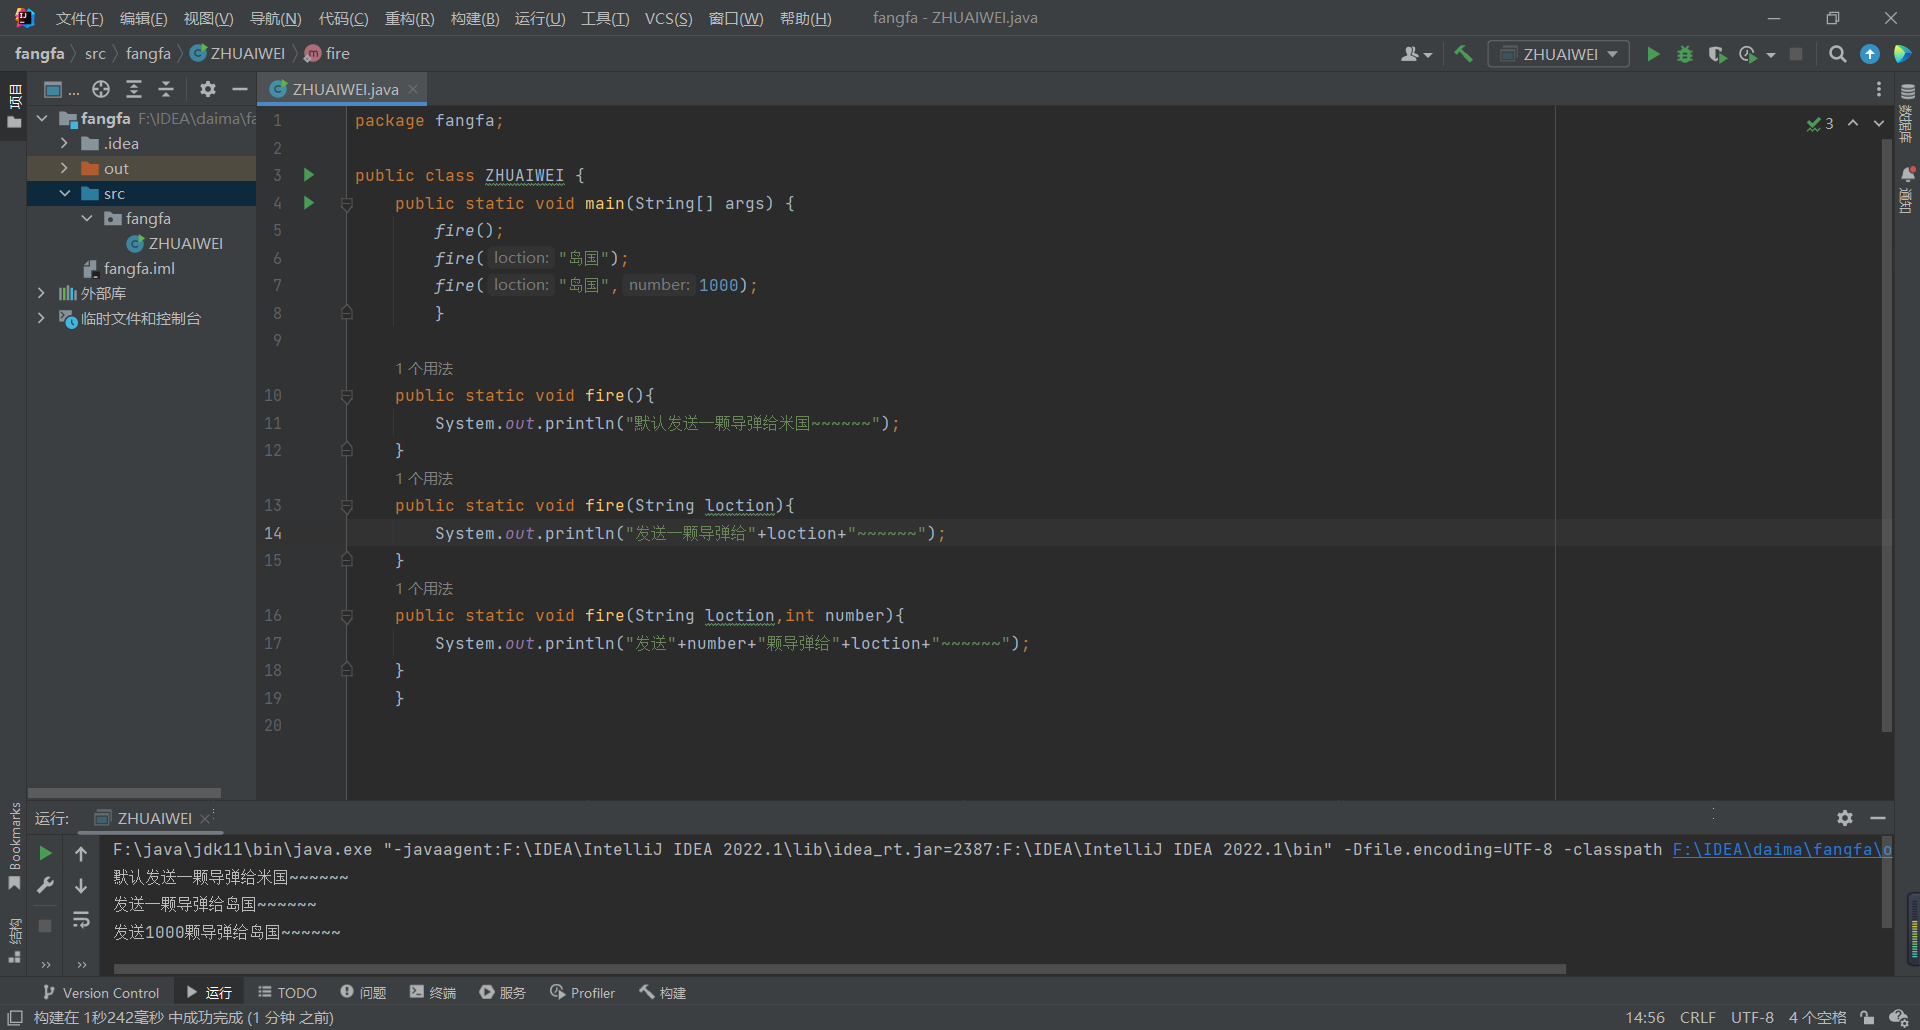 文件(F) 编辑(E) 视图(V) 导航(N) 代码(C) 重构(R) 构建(B) 运行(U) 工具(T) VCS(S) 窗口(W) 帮助(H) fangfa - ZHUAIWEI.java
fangfa src fangfa ZHUAIWEI fire ZHUAIWEI
项目
...
fangfa F:\IDEA\daima\fa
.idea
out
src
fangfa
ZHUAIWEI
fangfa.iml
外部库
临时文件和控制台
ZHUAIWEI.java
3
1 package fangfa;
2
3 public class ZHUAIWEI {
4 public static void main(String[] args) {
5 fire();
6 fire( loction: "岛国");
7 fire( loction: "岛国", number: 1000);
8 }
9
1 个用法
10 public static void fire(){
11 System.out.println("默认发送一颗导弹给米国~~~~~~");
12 }
1 个用法
13 public static void fire(String loction){
14 System.out.println("发送一颗导弹给"+loction+"~~~~~~");
15 }
1 个用法
16 public static void fire(String loction,int number){
17 System.out.println("发送"+number+"颗导弹给"+loction+"~~~~~~");
18 }
19 }
20
数据库
通知
Bookmarks
结构
运行: ZHUAIWEI
F:\java\jdk11\bin\java.exe "-javaagent:F:\IDEA\IntelliJ IDEA 2022.1\lib\idea_rt.jar=2387:F:\IDEA\IntelliJ IDEA 2022.1\bin" -Dfile.encoding=UTF-8 -classpath F:\IDEA\daima\fangfa\o
默认发送一颗导弹给米国~~~~~~
发送一颗导弹给岛国~~~~~~
发送1000颗导弹给岛国~~~~~~
Version Control 运行 TODO 问题 终端 服务 Profiler 构建
构建在 1秒242毫秒 中成功完成 (1 分钟 之前) 14:56 CRLF UTF-8 4 个空格